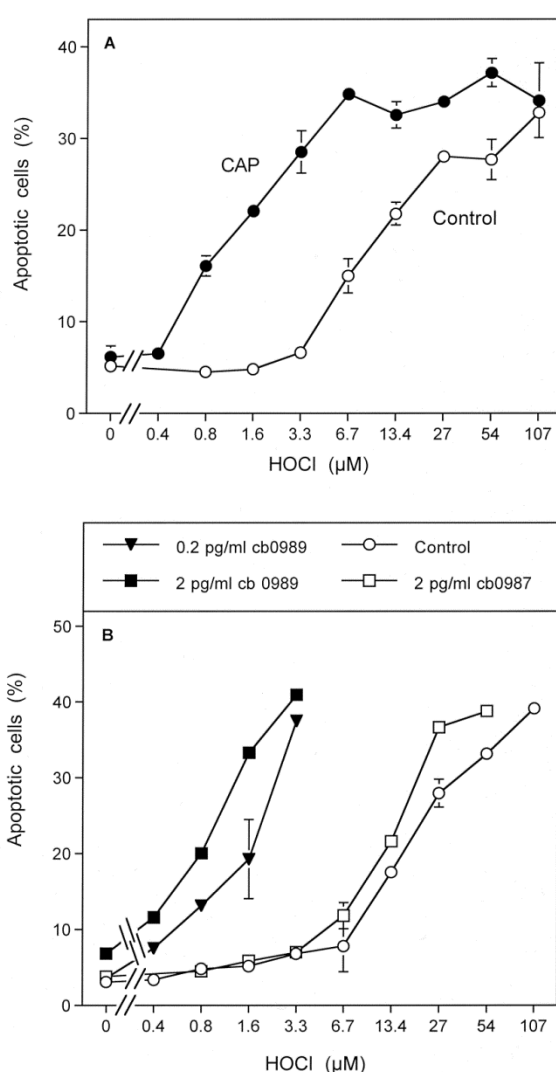 A
40
30
20
10
0
Apoptotic cells (%)
CAP
Control
0 0.4 0.8 1.6 3.3 6.7 13.4 27 54 107
HOCl (μM)
0.2 pg/ml cb0989 Control
2 pg/ml cb 0989 2 pg/ml cb0987
B
50
40
30
20
10
0
Apoptotic cells (%)
0 0.4 0.8 1.6 3.3 6.7 13.4 27 54 107
HOCl (μM)